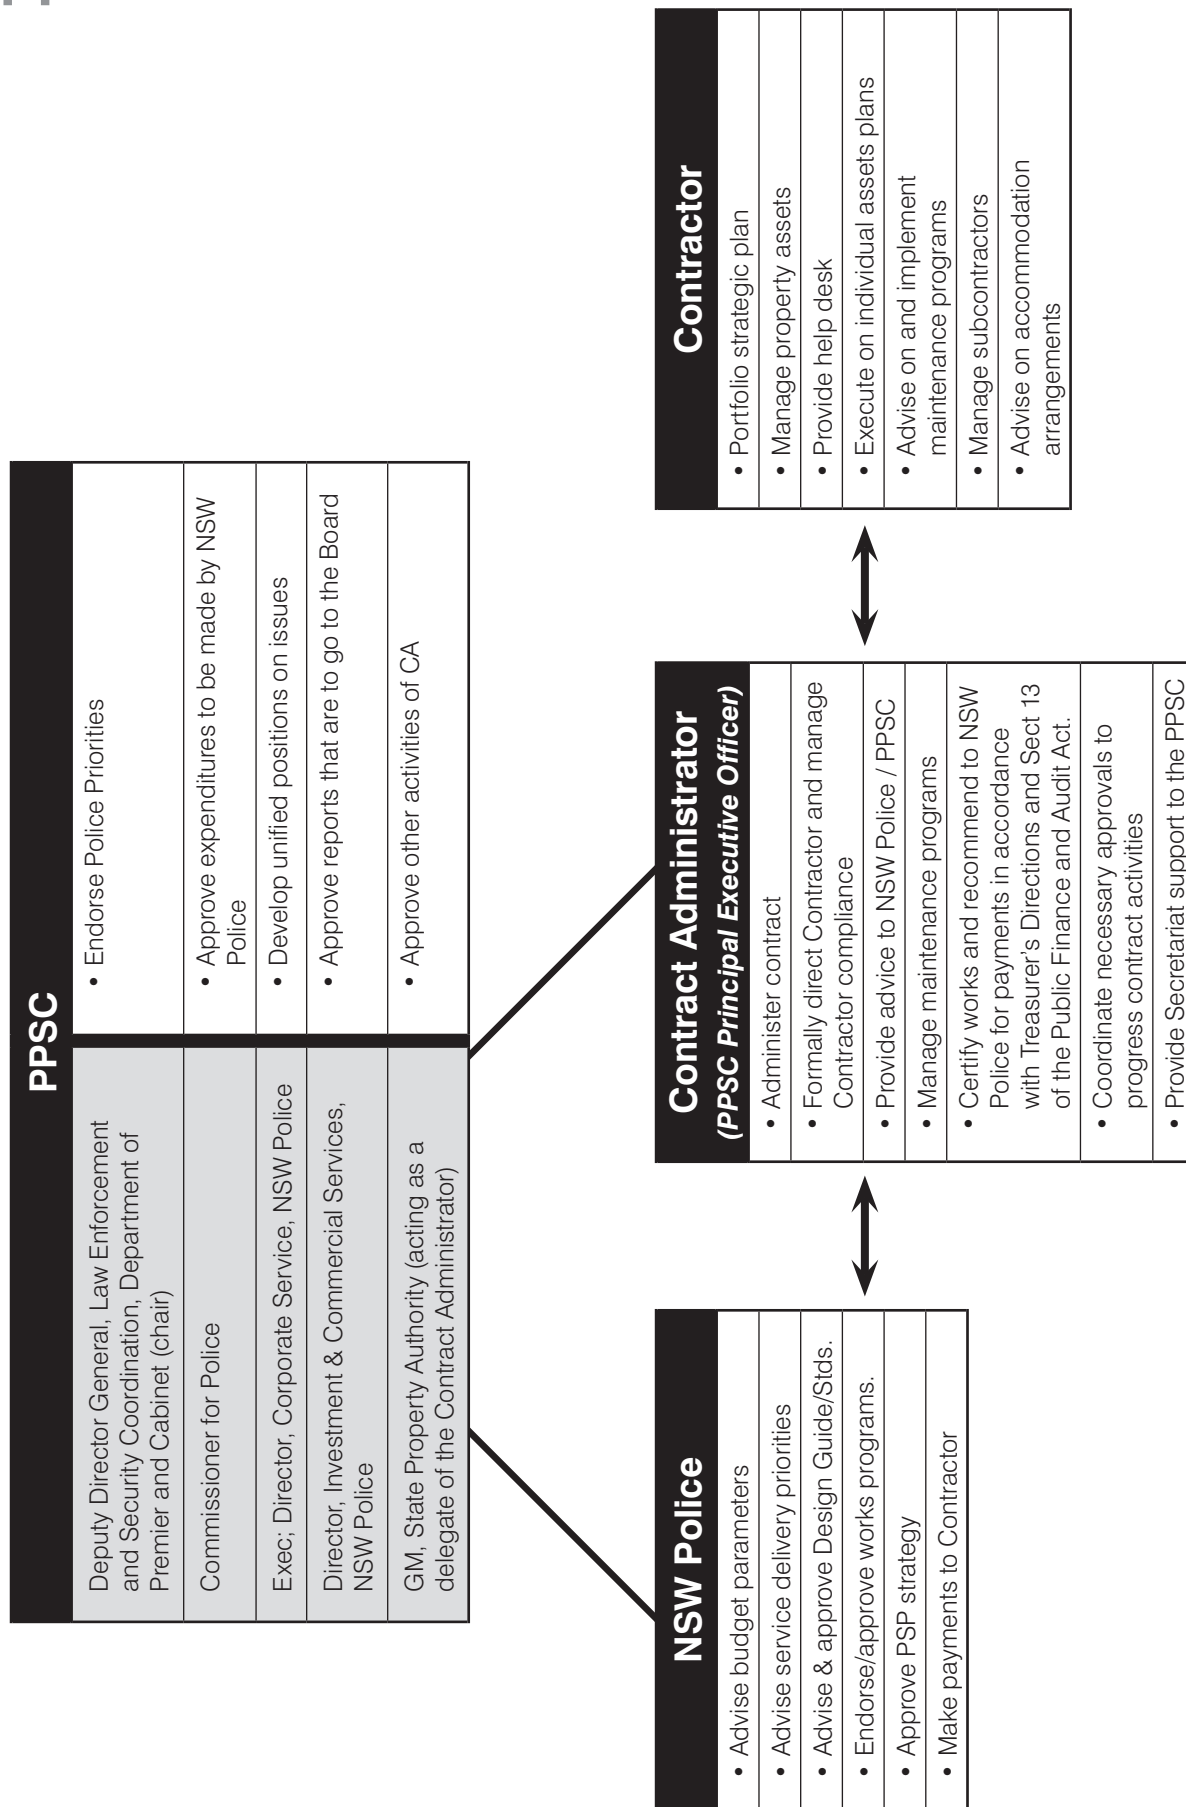 PPSC
Deputy Director General, Law Enforcement
and Security Coordination, Department of
Premier and Cabinet (chair)
• Endorse Police Priorities
Commissioner for Police
• Approve expenditures to be made by NSW
Police
Exec; Director, Corporate Service, NSW Police
• Develop unified positions on issues
Director, Investment & Commercial Services,
NSW Police
• Approve reports that are to go to the Board
GM, State Property Authority (acting as a
delegate of the Contract Administrator)
• Approve other activities of CA
NSW Police
• Advise budget parameters
• Advise service delivery priorities
• Advise & approve Design Guide/Stds.
• Endorse/approve works programs.
• Approve PSP strategy
• Make payments to Contractor
Contract Administrator
(PPSC Principal Executive Officer)
• Administer contract
• Formally direct Contractor and manage
Contractor compliance
• Provide advice to NSW Police / PPSC
• Manage maintenance programs
• Certify works and recommend to NSW
Police for payments in accordance
with Treasurer's Directions and Sect 13
of the Public Finance and Audit Act.
• Coordinate necessary approvals to
progress contract activities
• Provide Secretariat support to the PPSC
Contractor
• Portfolio strategic plan
• Manage property assets
• Provide help desk
• Execute on individual assets plans
• Advise on and implement
maintenance programs
• Manage subcontractors
• Advise on accommodation
arrangements